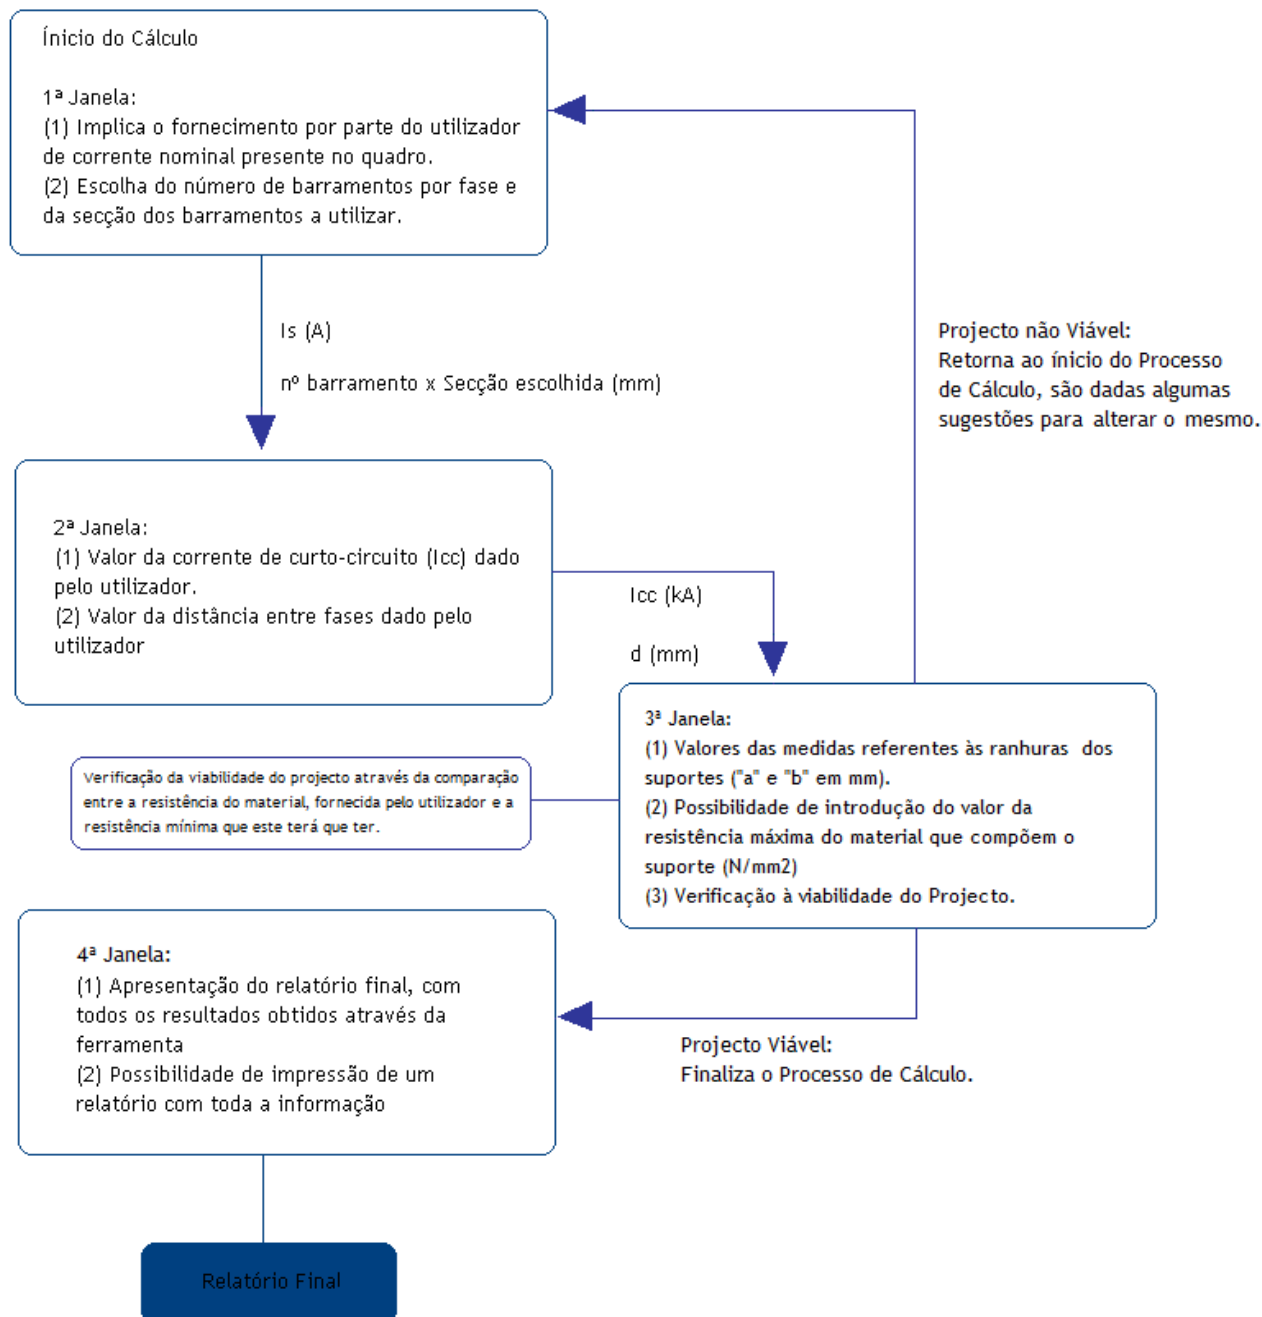 Ínicio do Cálculo
1ª Janela:
(1) Implica o fornecimento por parte do utilizador
de corrente nominal presente no quadro.
(2) Escolha do número de barramentos por fase e
da secção dos barramentos a utilizar.
Is (A)
nº barramento x Secção escolhida (mm)
Projecto não Viável:
Retorna ao ínicio do Processo
de Cálculo, são dadas algumas
sugestões para alterar o mesmo.
2ª Janela:
(1) Valor da corrente de curto-circuito (Icc) dado
pelo utilizador.
(2) Valor da distância entre fases dado pelo
utilizador
Icc (kA)
d (mm)
3ª Janela:
(1) Valores das medidas referentes às ranhuras dos
suportes ("a" e "b" em mm).
(2) Possibilidade de introdução do valor da
resistência máxima do material que compõem o
suporte (N/mm2)
(3) Verificação à viabilidade do Projecto.
Verificação da viabilidade do projecto através da comparação
entre a resistência do material, fornecida pelo utilizador e a
resistência mínima que este terá que ter.
4ª Janela:
(1) Apresentação do relatório final, com
todos os resultados obtidos através da
ferramenta
(2) Possibilidade de impressão de um
relatório com toda a informação
Projecto Viável:
Finaliza o Processo de Cálculo.
Relatório Final